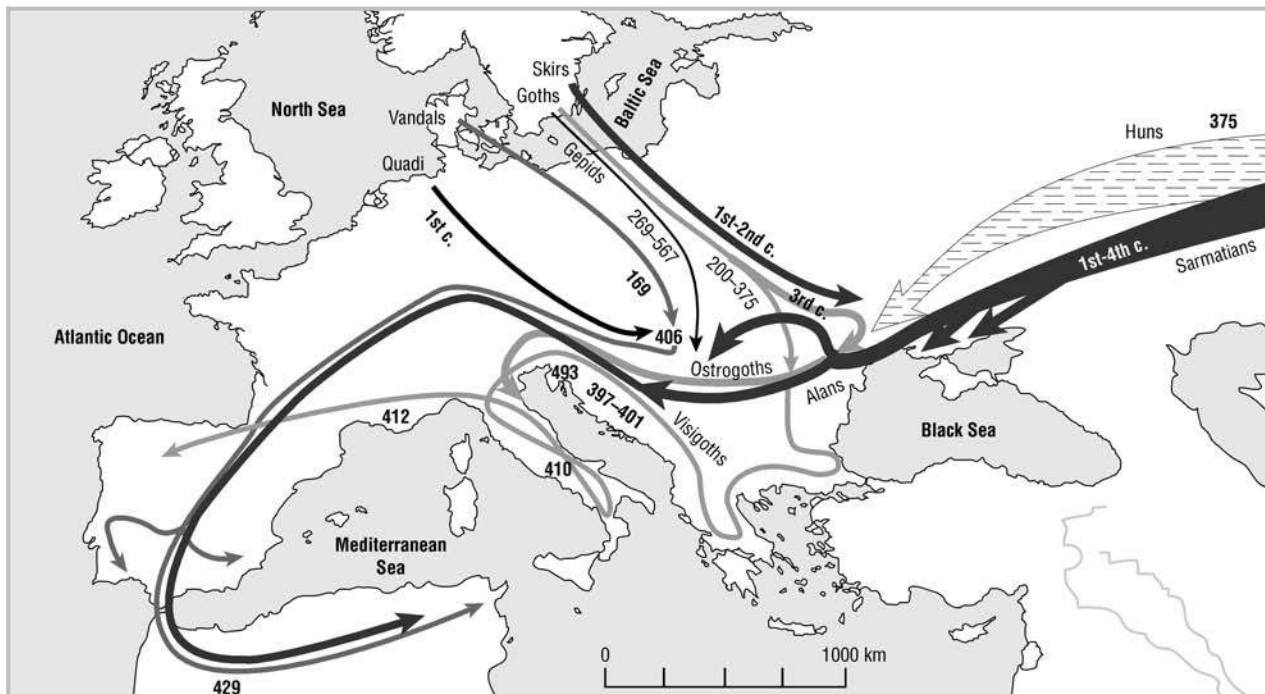 Skirs
Baltic Sea
Goths
North Sea
Vandals
Huns
375
Gepids
Quadi
1st c.
269–567
1st-2nd c.
1st-4th c.
Sarmatians
200–375
169
3rd c.
Atlantic Ocean
406
Ostrogoths
493
Alans
397–401
412
Visigoths
Black Sea
410
Mediterranean
Sea
0
1000 km
429